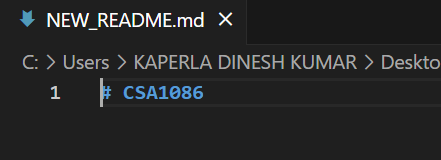 NEW_README.md ×
C: > Users > KAPERLA DINESH KUMAR > Deskto
1 # CSA1086